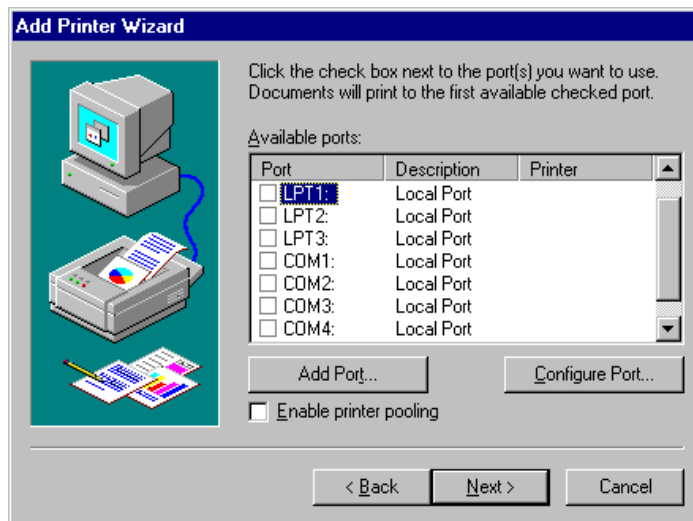 Add Printer Wizard
Click the check box next to the port(s) you want to use.
Documents will print to the first available checked port.
Available ports:
Port Description Printer
LPT1: Local Port
LPT2: Local Port
LPT3: Local Port
COM1: Local Port
COM2: Local Port
COM3: Local Port
COM4: Local Port
Add Port... Configure Port...
Enable printer pooling
< Back Next > Cancel